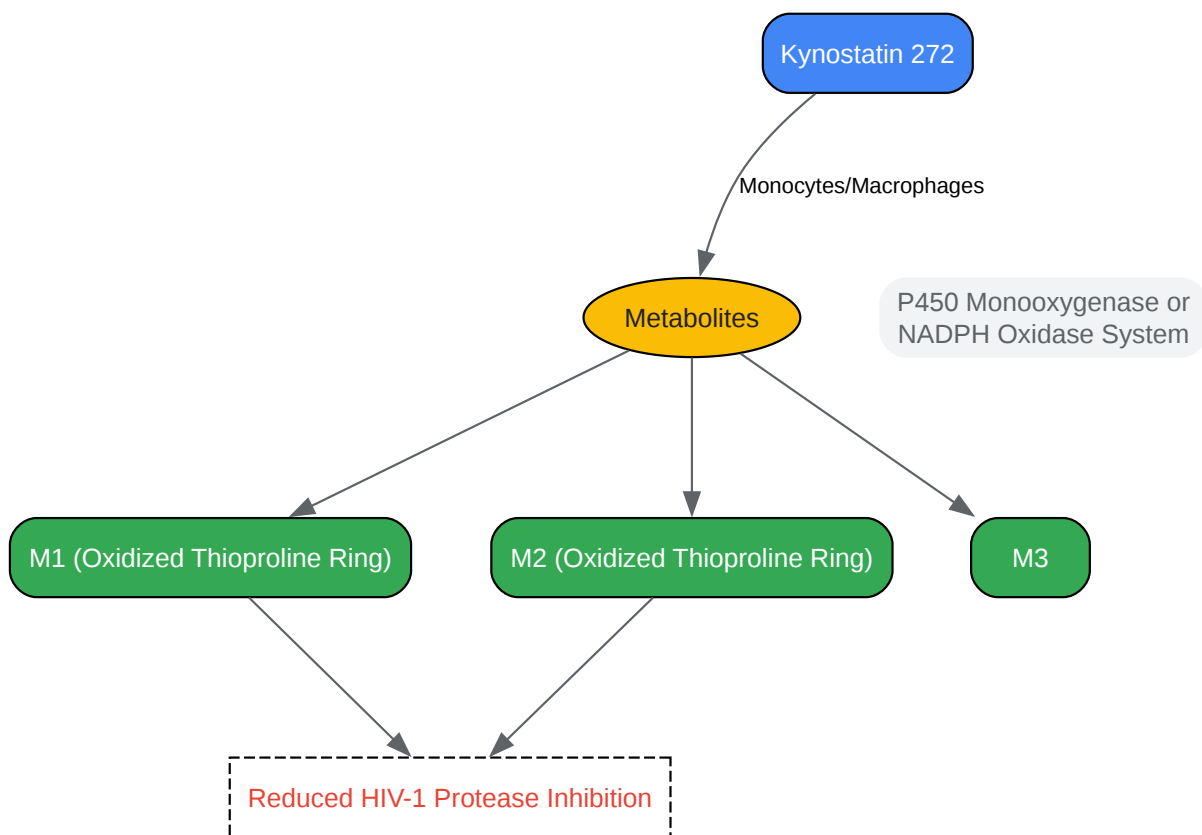 Kynostatin 272
Monocytes/Macrophages
Metabolites
P450 Monooxygenase or
NADPH Oxidase System
M1 (Oxidized Thioproline Ring)
M2 (Oxidized Thioproline Ring)
M3
Reduced HIV-1 Protease Inhibition